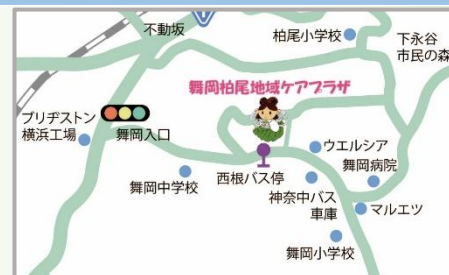 不動坂
柏尾小学校
下永谷
市民の森
舞岡柏尾地域ケアプラザ
ブリヂストン
横浜工場
舞岡入口
ウエルシア
舞岡病院
舞岡中学校
西根バス停
神奈中バス
車庫
マルエツ
舞岡小学校